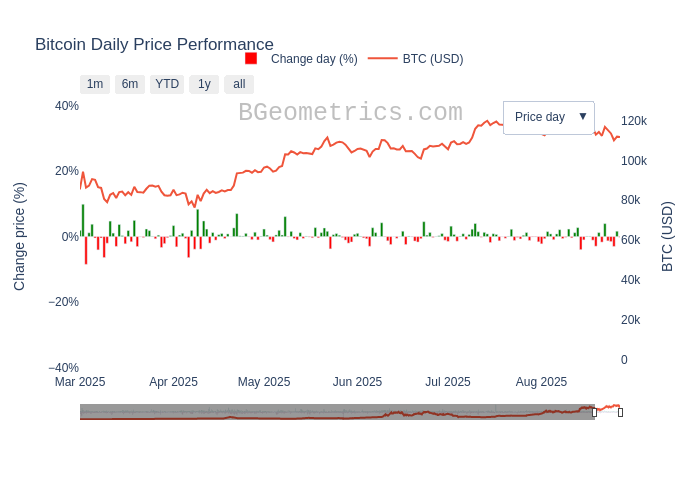 Bitcoin Daily Price Performance
Change day (%) BTC (USD)
1m 6m YTD 1y all
BGeometrics.com
Price day ▼
40%
20%
0%
−20%
−40%
Change price (%)
120k
100k
80k
60k
40k
20k
0
BTC (USD)
Mar 2025 Apr 2025 May 2025 Jun 2025 Jul 2025 Aug 2025